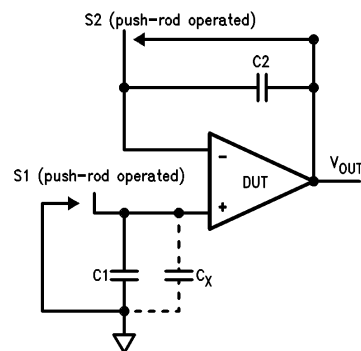 S2 (push-rod operated)
C2
S1 (push-rod operated)
-
DUT
VOUT
+
C1
CX